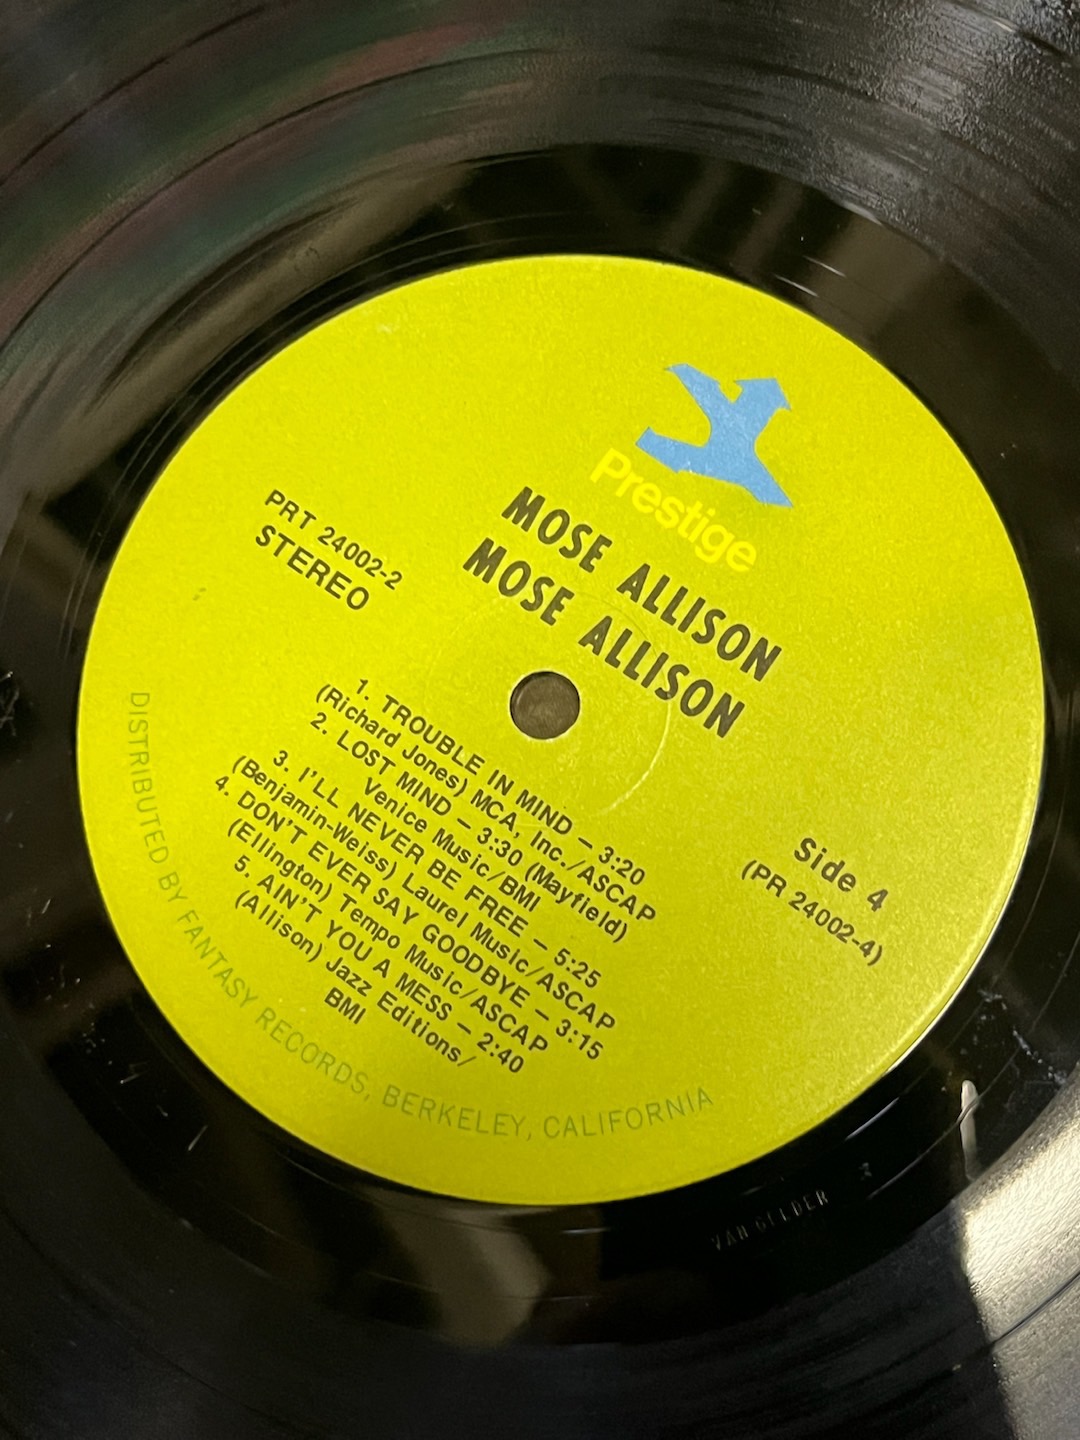 Prestige
MOSE ALLISON
MOSE ALLISON
PRT 24002-2
STEREO
Side 4
(PR 24002-4)
1. TROUBLE IN MIND – 3:20
(Richard Jones) MCA, Inc./ASCAP
2. LOST MIND – 3:30 (Mayfield)
Venice Music/BMI
3. I'LL NEVER BE FREE – 5:25
(Benjamin-Weiss) Laurel Music/ASCAP
4. DON'T EVER SAY GOODBYE – 3:15
(Ellington) Tempo Music/ASCAP
5. AIN'T YOU A MESS – 2:40
(Allison) Jazz Editions/
BMI
DISTRIBUTED BY FANTASY RECORDS, BERKELEY, CALIFORNIA
VAN GELDER